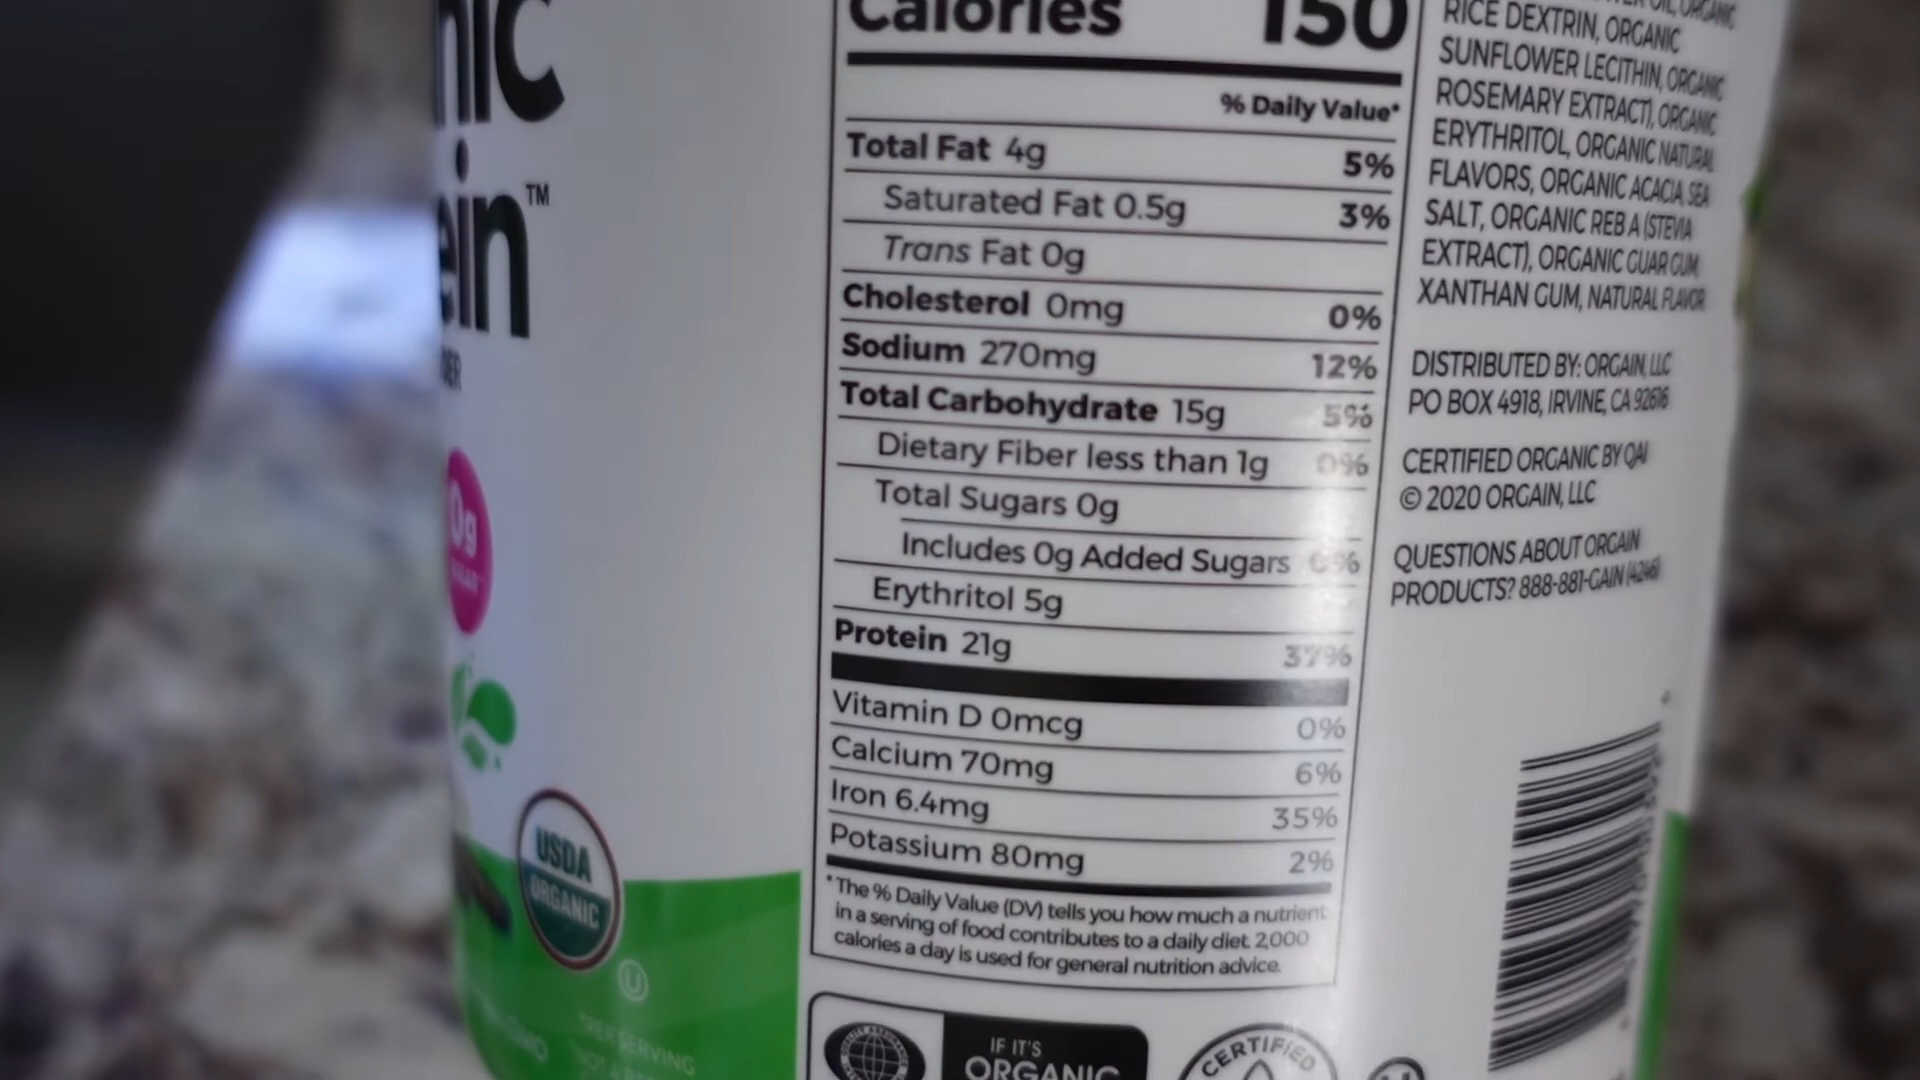 nic
ein™
0g
USDA
ORGANIC
U
Calories 150
% Daily Value*
Total Fat 4g 5%
Saturated Fat 0.5g 3%
Trans Fat 0g
Cholesterol 0mg 0%
Sodium 270mg 12%
Total Carbohydrate 15g 5%
Dietary Fiber less than 1g 0%
Total Sugars 0g
Includes 0g Added Sugars 0%
Erythritol 5g
Protein 21g 37%
Vitamin D 0mcg 0%
Calcium 70mg 6%
Iron 6.4mg 35%
Potassium 80mg 2%
*The % Daily Value (DV) tells you how much a nutrient
in a serving of food contributes to a daily diet. 2,000
calories a day is used for general nutrition advice.
IF IT'S
ORGANIC
CERTIFIED
RICE DEXTRIN, ORGANIC
SUNFLOWER LECITHIN, ORGANIC
ROSEMARY EXTRACT), ORGANIC
ERYTHRITOL, ORGANIC NATURAL
FLAVORS, ORGANIC ACACIA, SEA
SALT, ORGANIC REB A (STEVIA
EXTRACT), ORGANIC GUAR GUM,
XANTHAN GUM, NATURAL FLAVOR
DISTRIBUTED BY: ORGAIN, LLC
PO BOX 4918, IRVINE, CA 92616
CERTIFIED ORGANIC BY QAI
© 2020 ORGAIN, LLC
QUESTIONS ABOUT ORGAIN
PRODUCTS? 888-881-GAIN (4246)